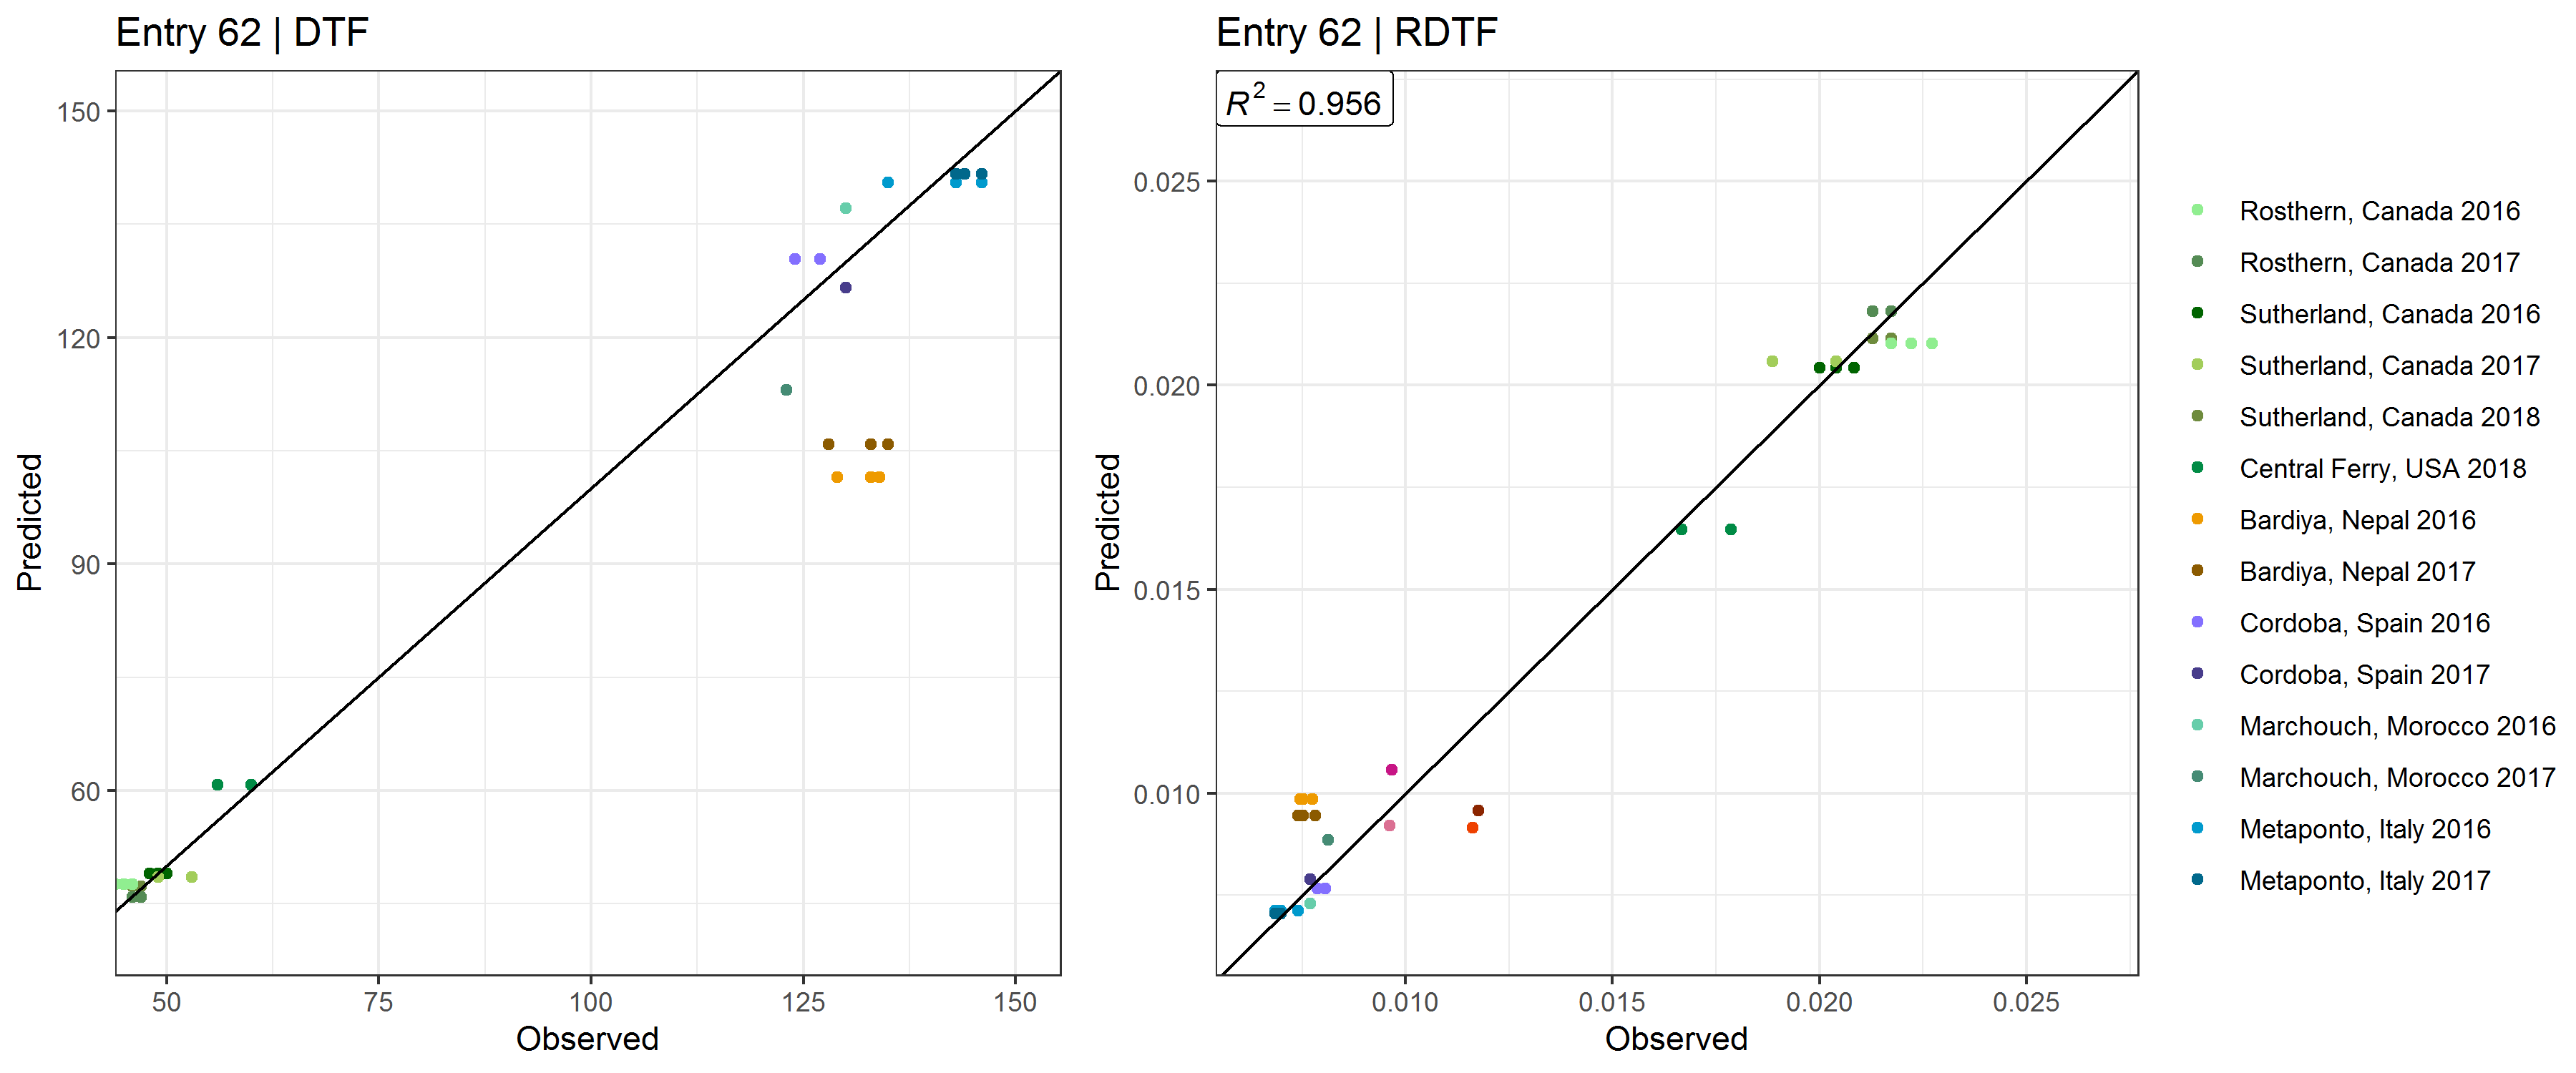 Entry 62 | DTF
150
120
90
60
Predicted
50 75 100 125 150
Observed
Entry 62 | RDTF
R² = 0.956
0.025
0.020
0.015
0.010
Predicted
0.010 0.015 0.020 0.025
Observed
Rosthern, Canada 2016
Rosthern, Canada 2017
Sutherland, Canada 2016
Sutherland, Canada 2017
Sutherland, Canada 2018
Central Ferry, USA 2018
Bardiya, Nepal 2016
Bardiya, Nepal 2017
Cordoba, Spain 2016
Cordoba, Spain 2017
Marchouch, Morocco 2016
Marchouch, Morocco 2017
Metaponto, Italy 2016
Metaponto, Italy 2017